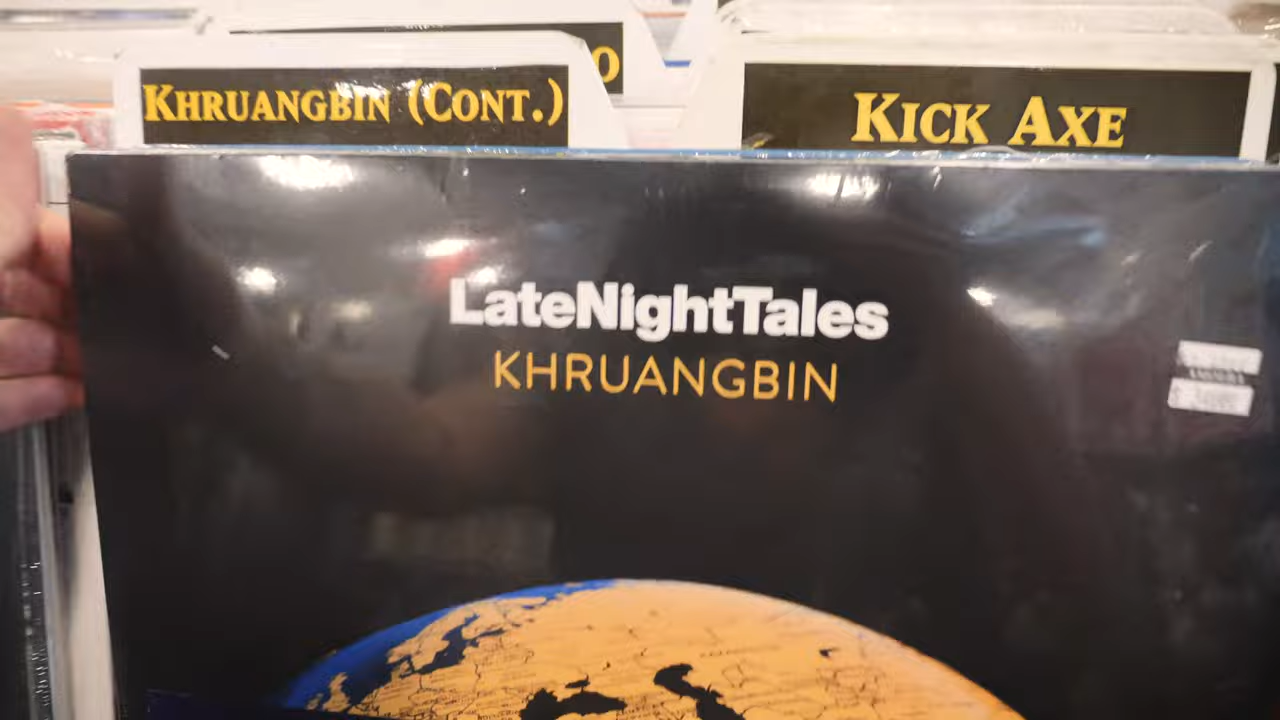 O
KHRUANGBIN (CONT.)
KICK AXE
LateNightTales
KHRUANGBIN